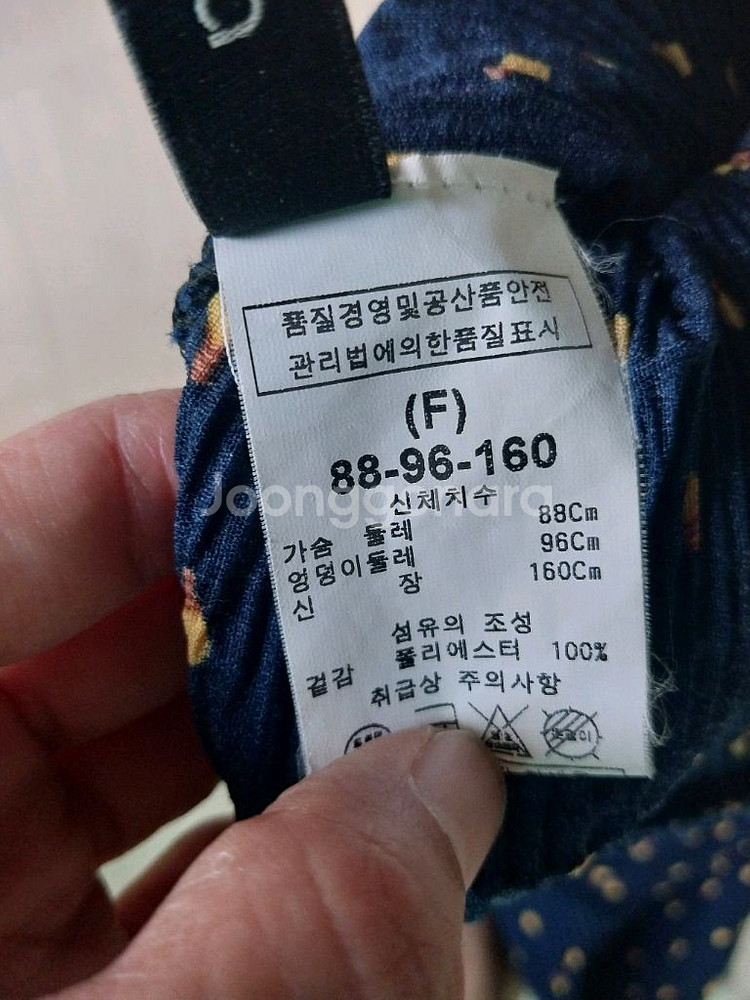 품질경영및공산품안전
관리법에의한품질표시
(F)
88-96-160
Joonggonara
신체치수
가슴 둘레 88Cm
엉덩이둘레 96Cm
신 장 160Cm
섬유의 조성
겉감 폴리에스터 100%
취급상 주의사항